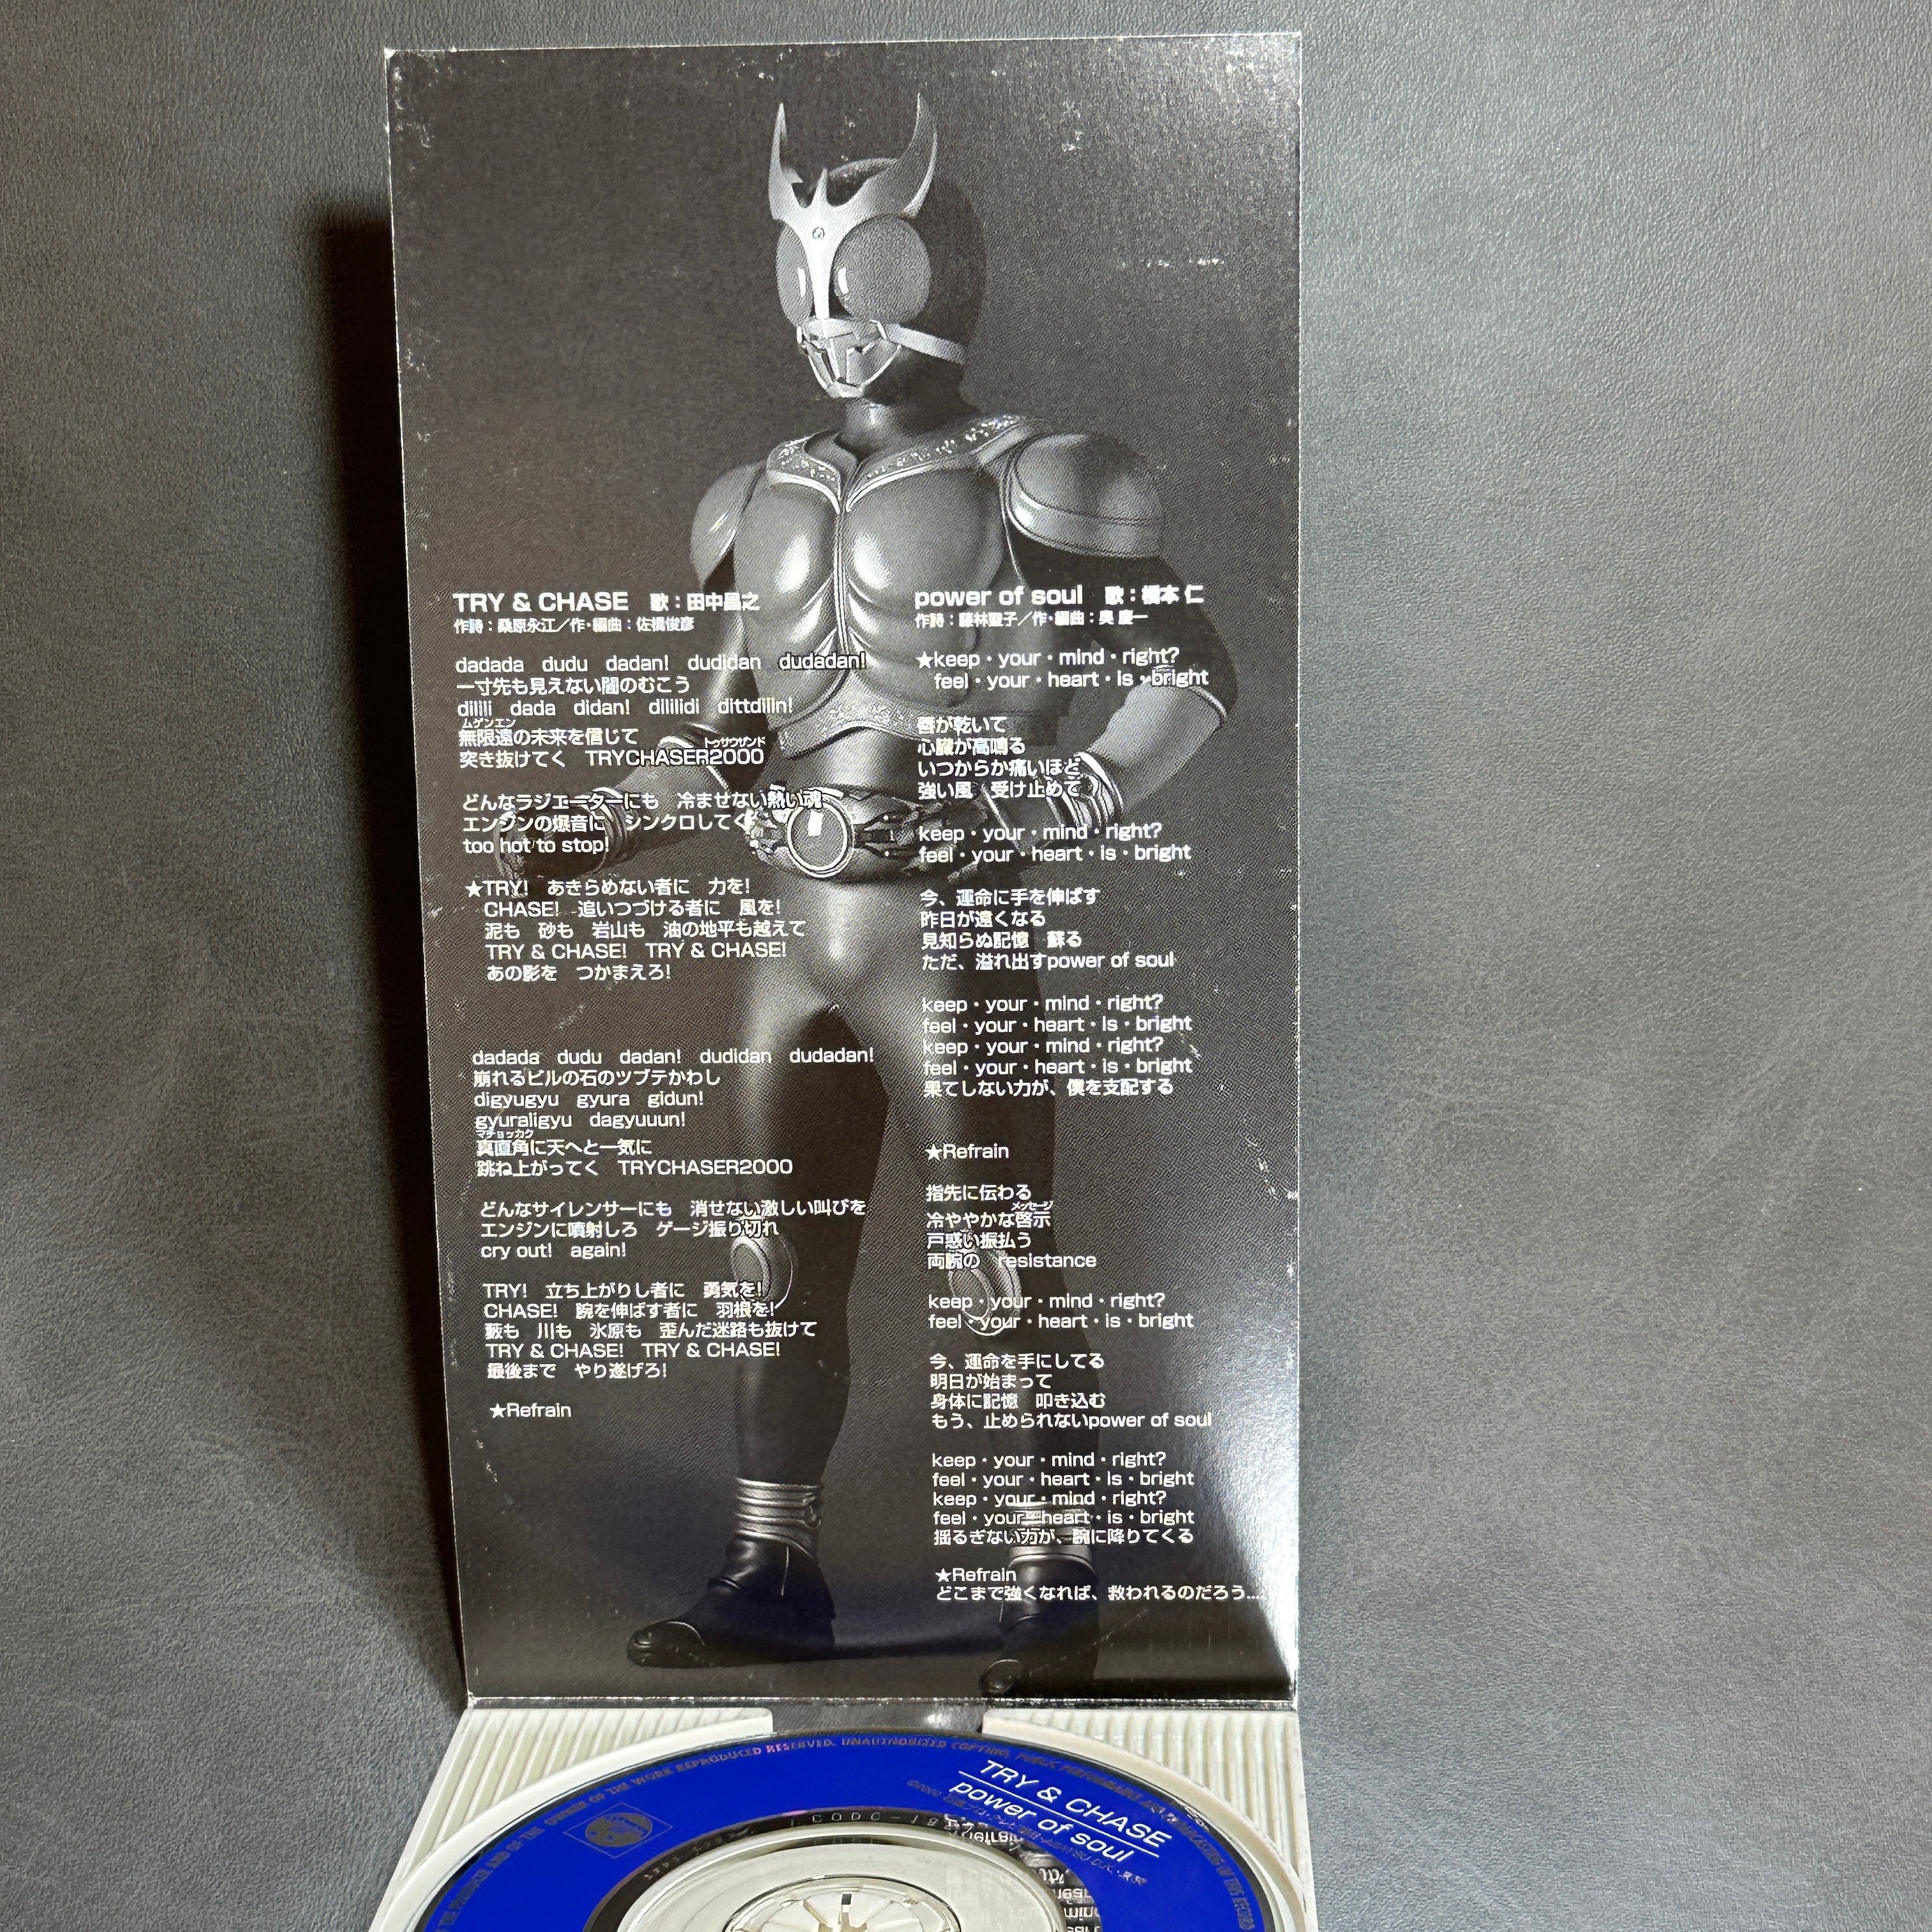 TRY & CHASE 歌：田中昌之
作詩：桑原永江／作・編曲：佐橋俊彦
dadada dudu dadan! dudidan dudadan!
一寸先も見えない闇のむこう
dilili dada didan! dililidi dittdilin!
ムゲンエン
無限遠の未来を信じて
トゥサウザンド
突き抜けてく TRYCHASER2000
どんなラジエーターにも 冷ませない熱い魂
エンジンの爆音に シンクロしてく
too hot to stop!
★TRY! あきらめない者に 力を!
CHASE! 追いつづける者に 風を!
泥も 砂も 岩山も 油の地平も越えて
TRY & CHASE! TRY & CHASE!
あの影を つかまえろ!
dadada dudu dadan! dudidan dudadan!
崩れるビルの石のツブテかわし
digyugyu gyura gidun!
gyuraligyu dagyuuun!
マチョッカク
真直角に天へと一気に
跳ね上がってく TRYCHASER2000
どんなサイレンサーにも 消せない激しい叫びを
エンジンに噴射しろ ゲージ振り切れ
cry out! again!
TRY! 立ち上がりし者に 勇気を!
CHASE! 腕を伸ばす者に 羽根を!
藪も 川も 氷原も 歪んだ迷路も抜けて
TRY & CHASE! TRY & CHASE!
最後まで やり遂げろ!
★Refrain
power of soul 歌：橋本 仁
作詩：藤林聖子／作・編曲：奥 慶一
★keep・your・mind・right?
feel・your・heart・is・bright
唇が乾いて
心臓が高鳴る
いつからか痛いほど
強い風 受け止めて
keep・your・mind・right?
feel・your・heart・is・bright
今、運命に手を伸ばす
昨日が遠くなる
見知らぬ記憶 蘇る
ただ、溢れ出すpower of soul
keep・your・mind・right?
feel・your・heart・is・bright
keep・your・mind・right?
feel・your・heart・is・bright
果てしない力が、僕を支配する
★Refrain
指先に伝わる
メッセージ
冷ややかな啓示
戸惑い振払う
両腕の resistance
keep・your・mind・right?
feel・your・heart・is・bright
今、運命を手にしてる
明日が始まって
身体に記憶 叩き込む
もう、止められないpower of soul
keep・your・mind・right?
feel・your・heart・is・bright
keep・your・mind・right?
feel・your・heart・is・bright
揺るぎない力が、腕に降りてくる
★Refrain
どこまで強くなれば、救われるのだろう....
TRY & CHASE
power of soul
OF THE WORK REPRODUCED RESERVED. UNAUTHORIZED COPYING, PUBLIC PERFORMANCE